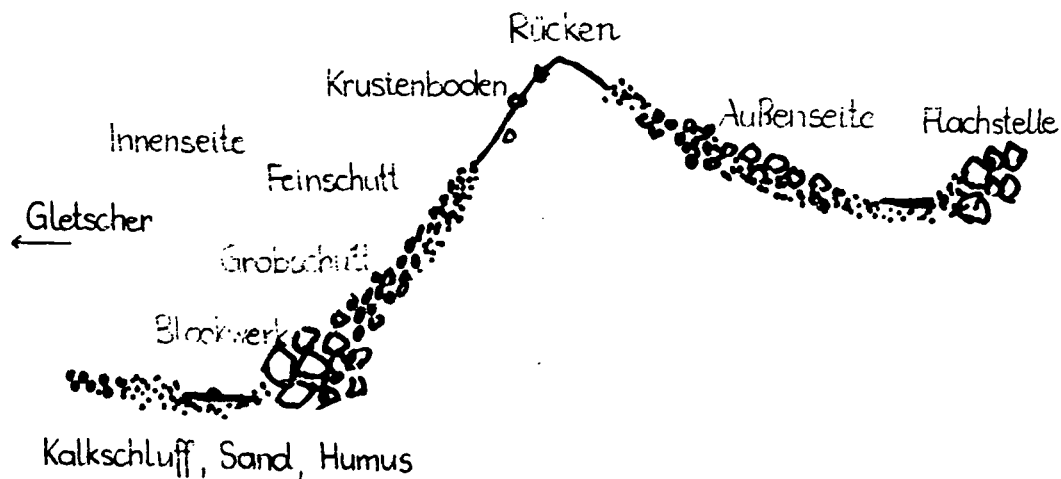 Rücken
Krustenboden
Außenseite
Flachstelle
Innenseite
Feinschutt
Gletscher
Grobschutt
Blockwerk
Kalkschluff, Sand, Humus